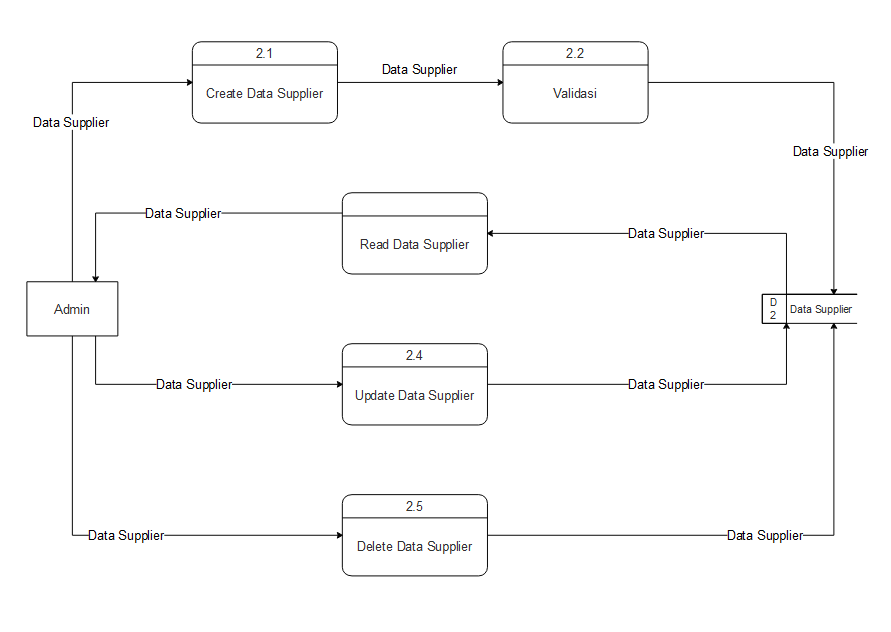 2.1
Create Data Supplier
Data Supplier
2.2
Validasi
Data Supplier
Data Supplier
Data Supplier
Read Data Supplier
Data Supplier
Admin
D
2
Data Supplier
2.4
Update Data Supplier
Data Supplier
Data Supplier
2.5
Delete Data Supplier
Data Supplier
Data Supplier